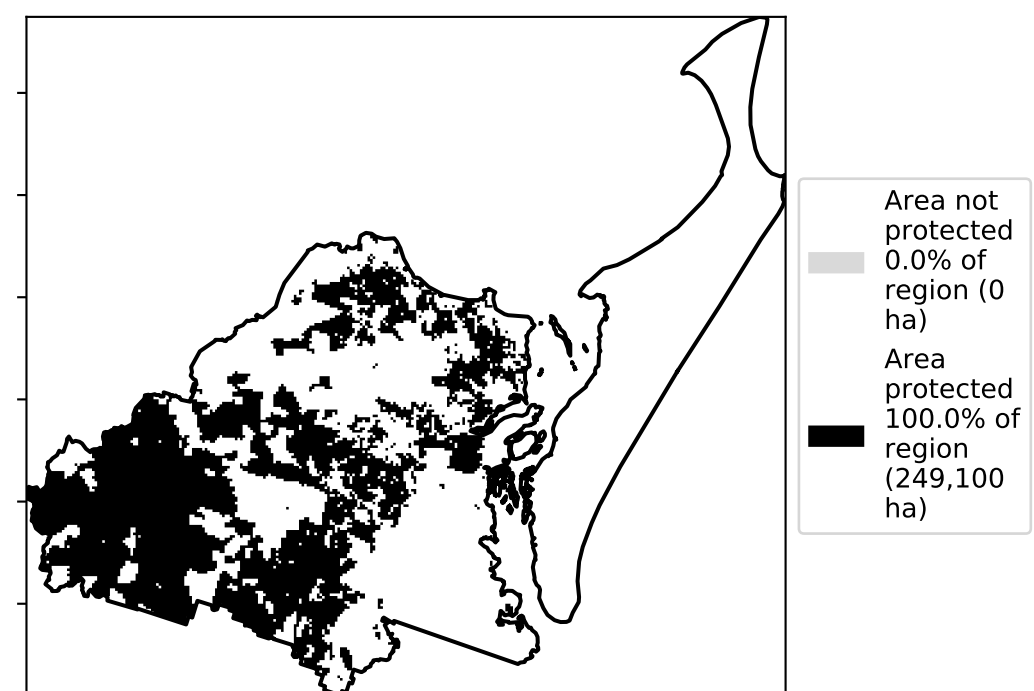 Area not
protected
0.0% of
region (0
ha)
Area
protected
100.0% of
region
(249,100
ha)